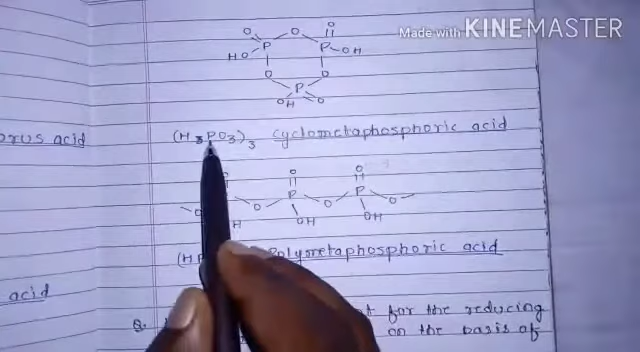 Made with KINEMASTER
O O O
P P
HO OH
O O
P
OH O
orus acid
(H3PO3)3 cyclometaphosphoric acid
O O
P O P O
O H OH OH
(H Polymetaphosphoric acid
acid
Q. for the reducing
on the basis of